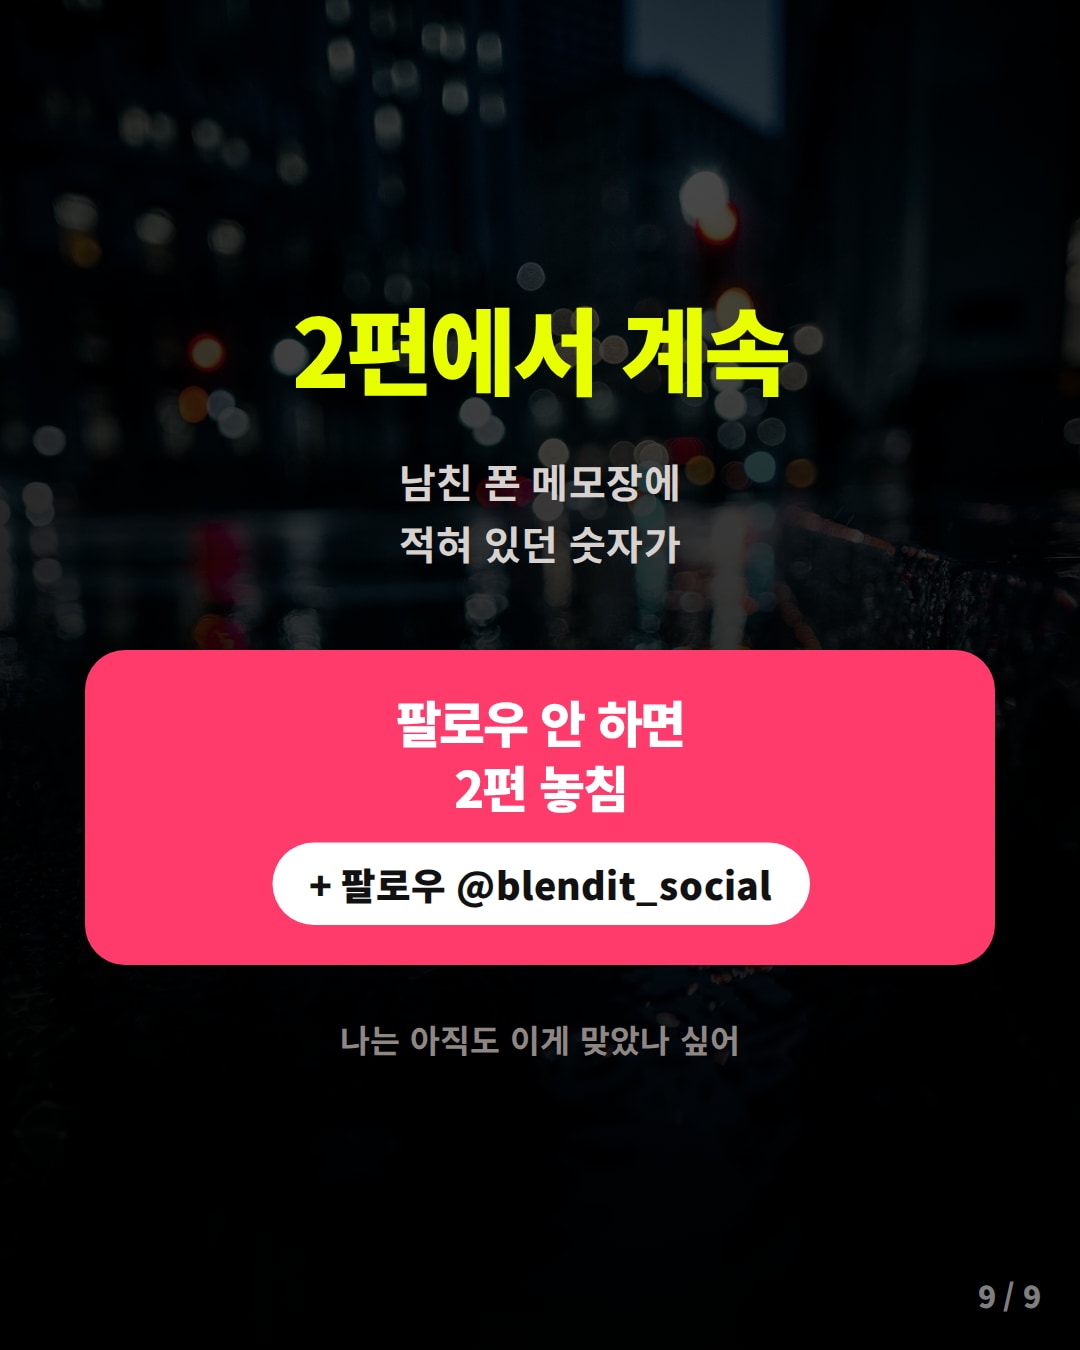 2편에서 계속
남친 폰 메모장에
적혀 있던 숫자가
팔로우 안 하면
2편 놓침
+ 팔로우 @blendit_social
나는 아직도 이게 맞았나 싶어
9 / 9